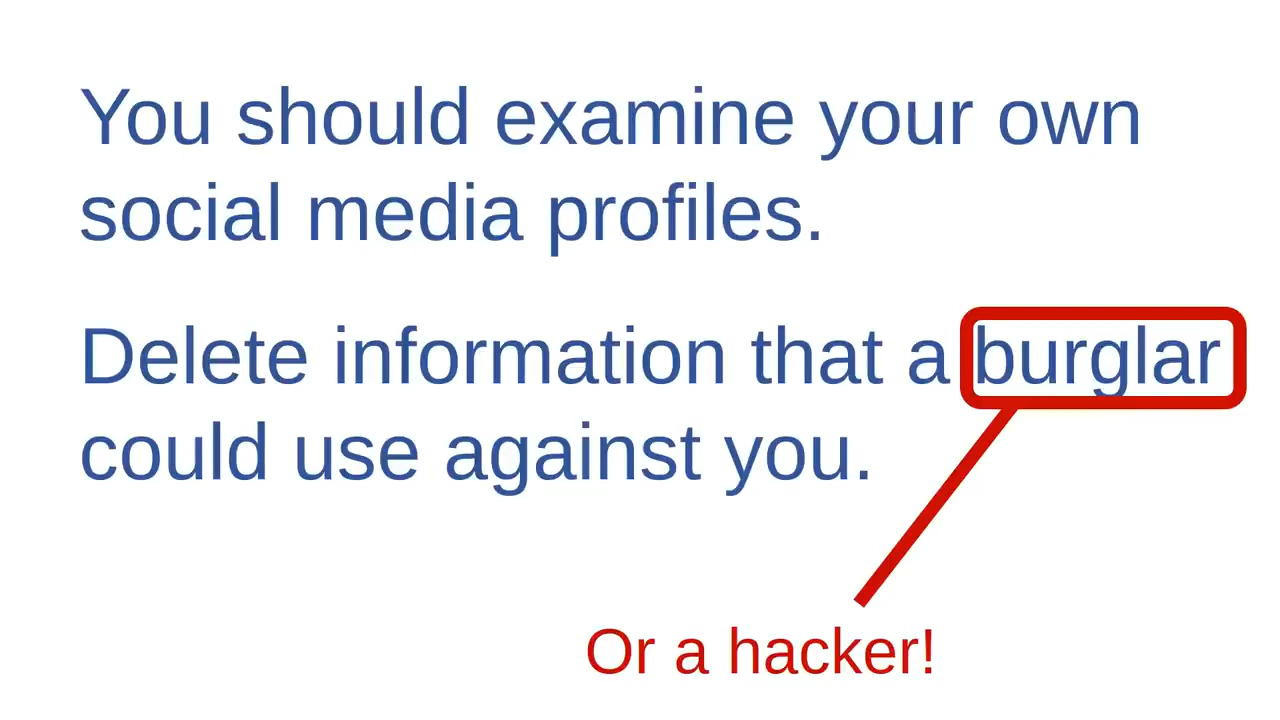 You should examine your own
social media profiles.
Delete information that a burglar
could use against you.
Or a hacker!